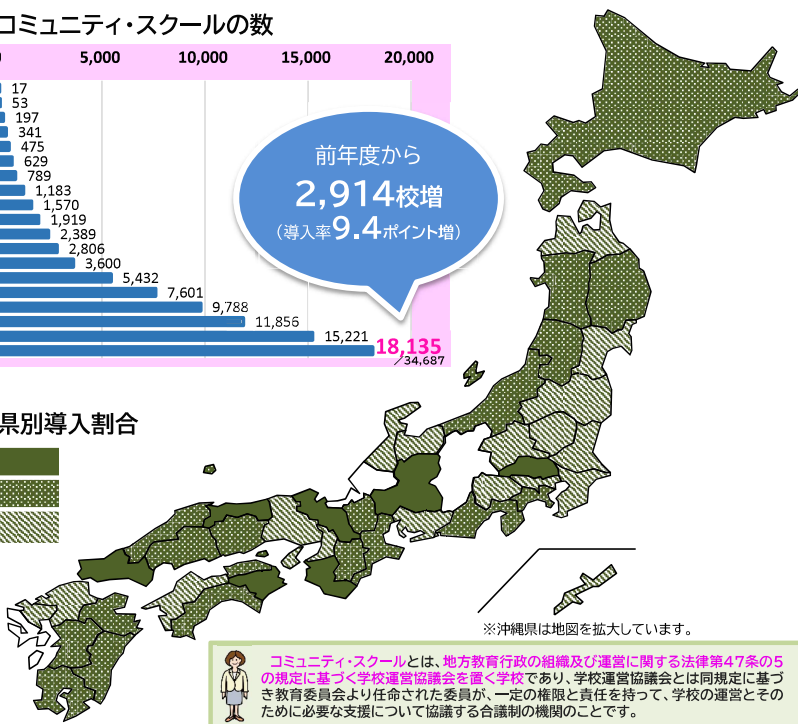 コミュニティ・スクールの数
5,000 10,000 15,000 20,000
17
53
197
341
475
629
789
1,183
1,570
1,919
2,389
2,806
3,600
5,432
7,601
9,788
11,856
15,221
18,135
/34,687
前年度から
2,914校増
(導入率9.4ポイント増)
県別導入割合
※沖縄県は地図を拡大しています。
コミュニティ・スクールとは、地方教育行政の組織及び運営に関する法律第47条の5
の規定に基づく学校運営協議会を置く学校であり、学校運営協議会とは同規定に基づ
き教育委員会より任命された委員が、一定の権限と責任を持って、学校の運営とその
ために必要な支援について協議する合議制の機関のことです。